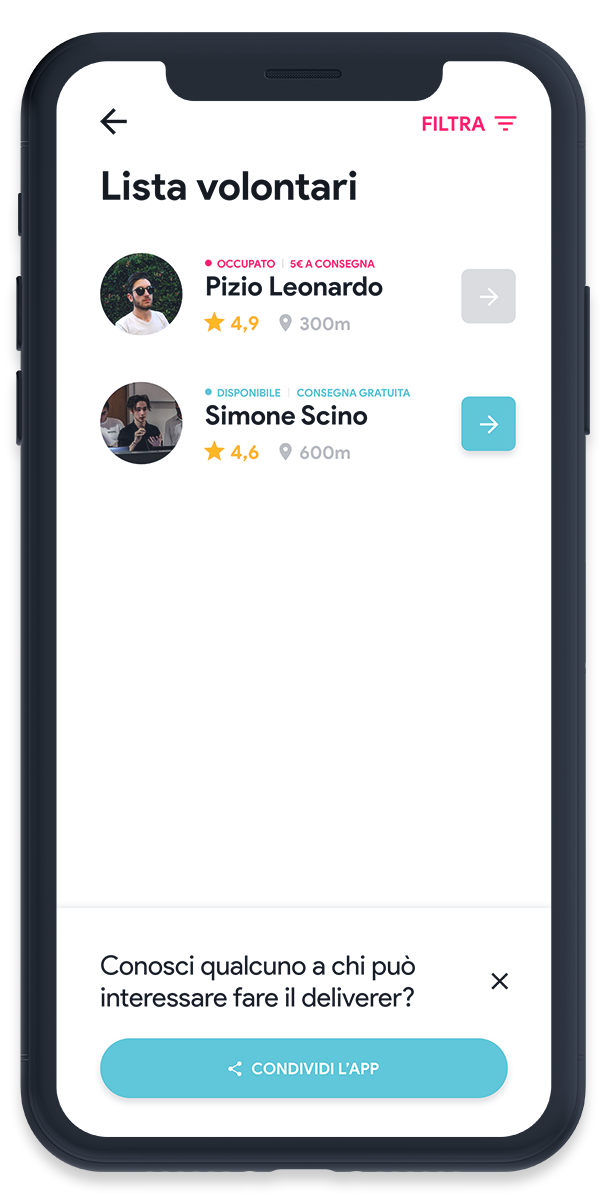 FILTRA
Lista volontari
OCCUPATO | 5€ A CONSEGNA
Pizio Leonardo
4,9 300m
DISPONIBILE | CONSEGNA GRATUITA
Simone Scino
4,6 600m
Conosci qualcuno a chi può
interessare fare il deliverer?
CONDIVIDI L'APP